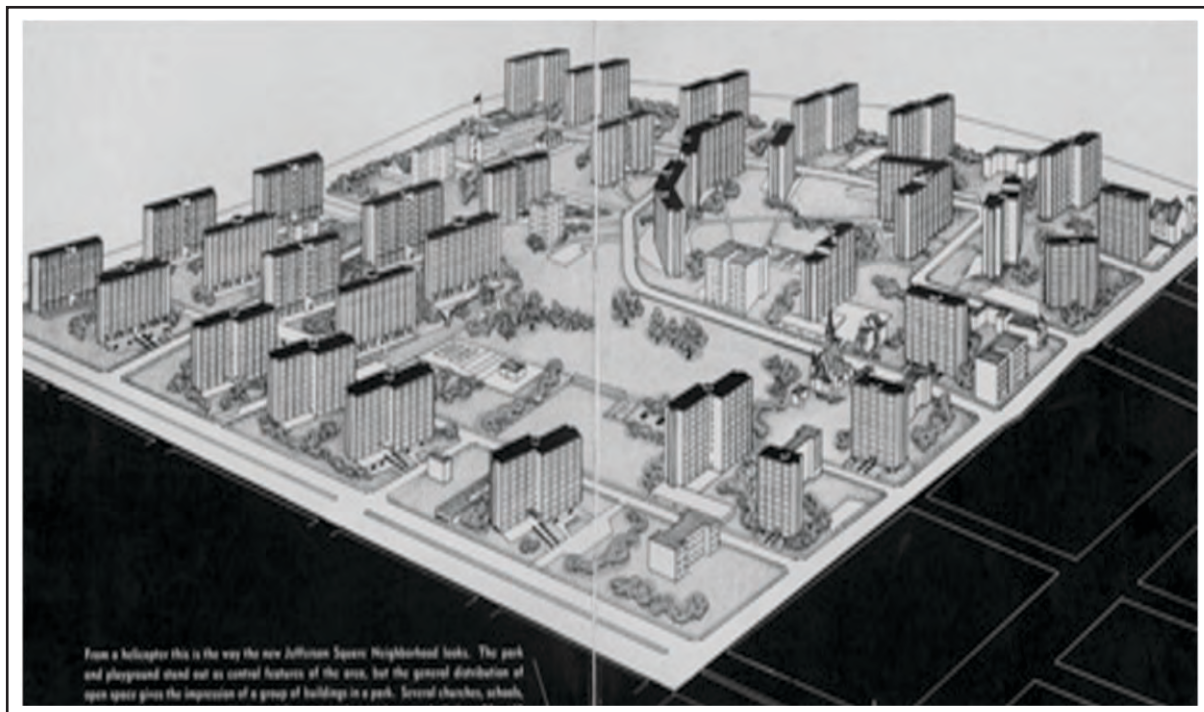 From a helicopter this is the way the new Jefferson Square Neighborhood looks. The park
and playground stand out as central features of the area, but the general distribution of
open space gives the impression of a group of buildings in a park. Several churches, schools,